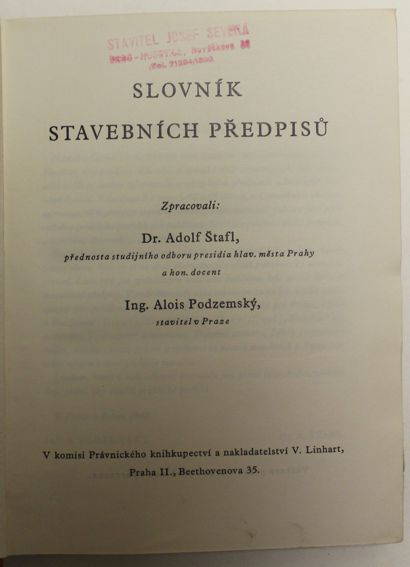 STAVITEL JOSEF SEVERA
SLOVNÍK
STAVEBNÍCH PŘEDPISŮ
Zpracovali:
Dr. Adolf Štafl,
přednosta studijního odboru presidia hlav. města Prahy
a hon. docent
Ing. Alois Podzemský,
stavitel v Praze
V komisi Právnického knihkupectví a nakladatelství V. Linhart,
Praha II., Beethovenova 35.